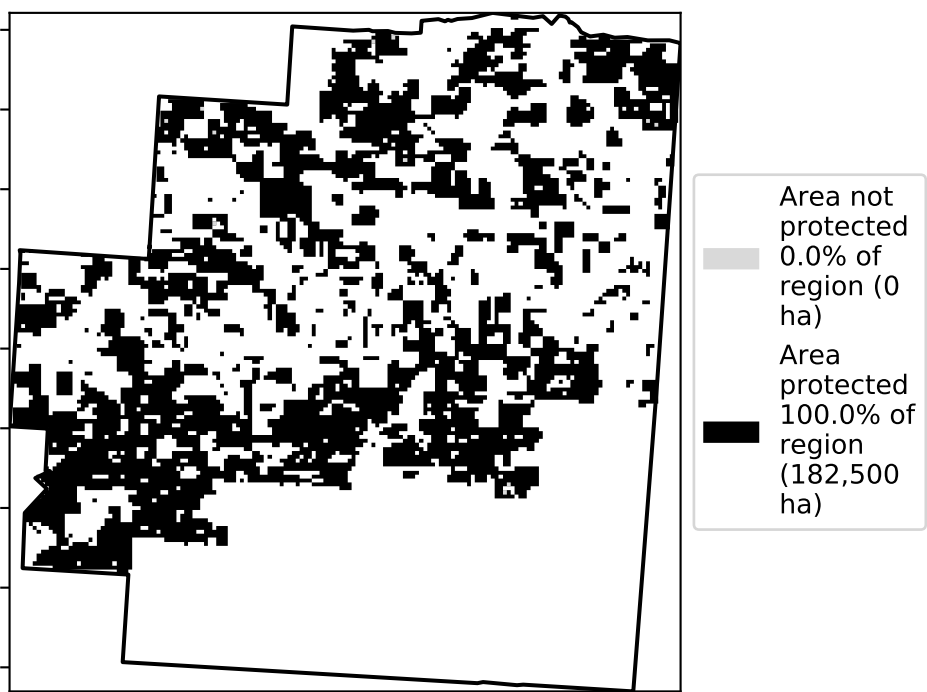 Area not
protected
0.0% of
region (0
ha)
Area
protected
100.0% of
region
(182,500
ha)